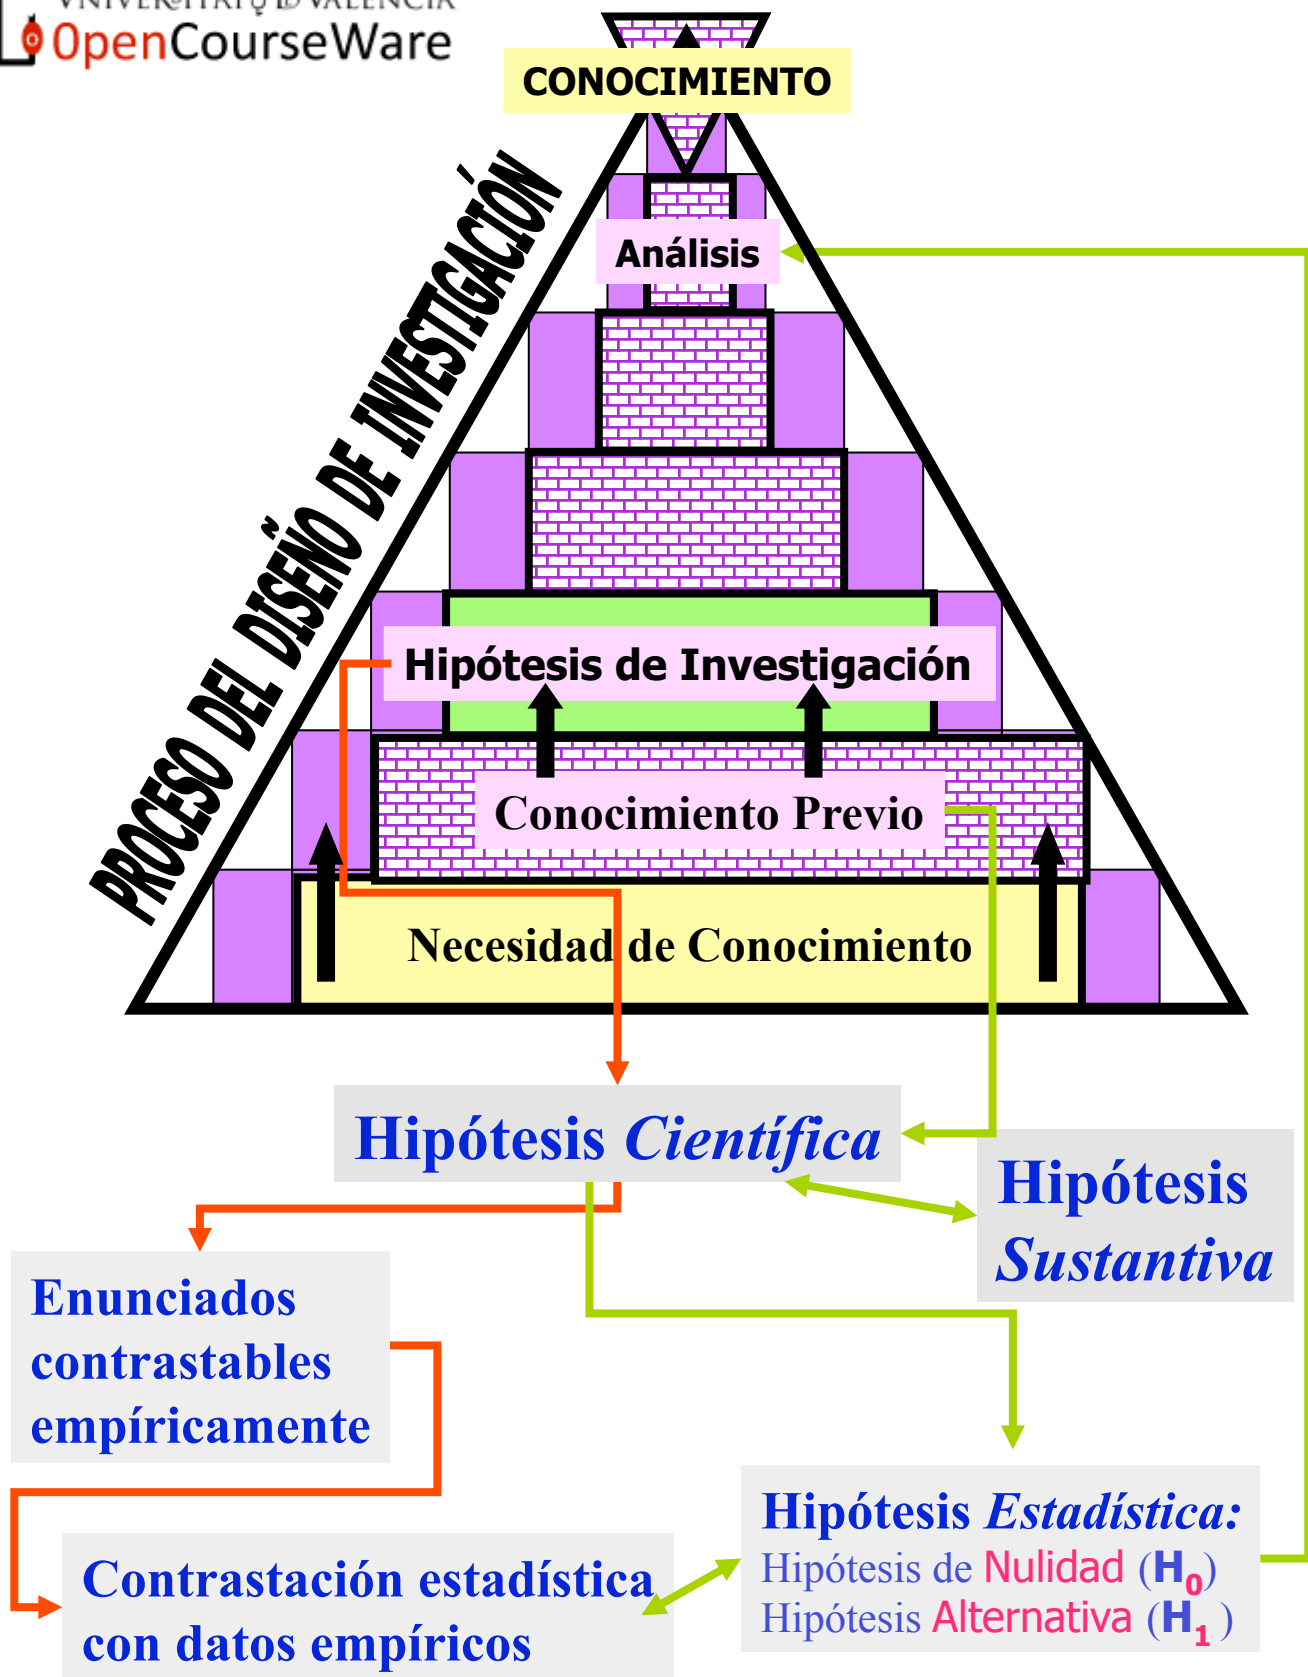 OpenCourseWare
CONOCIMIENTO
PROCESO DEL DISEÑO DE INVESTIGACIÓN
Análisis
Hipótesis de Investigación
Conocimiento Previo
Necesidad de Conocimiento
Hipótesis Científica
Hipótesis
Sustantiva
Enunciados
contrastables
empíricamente
Hipótesis Estadística:
Hipótesis de Nulidad (H0)
Hipótesis Alternativa (H1)
Contrastación estadística
con datos empíricos